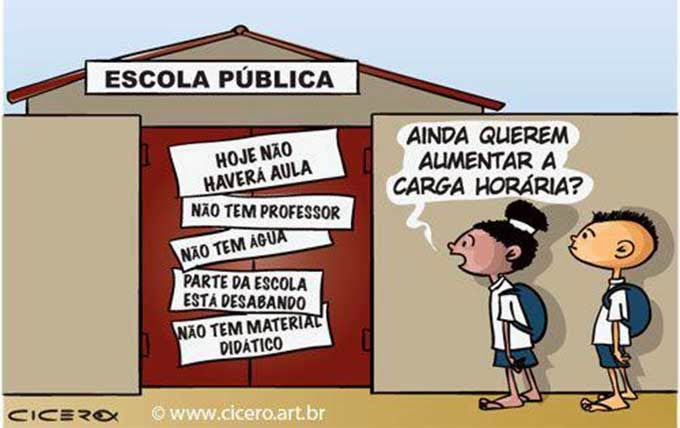 ESCOLA PÚBLICA
HOJE NÃO
HAVERÁ AULA
NÃO TEM PROFESSOR
NÃO TEM ÁGUA
PARTE DA ESCOLA
ESTÁ DESABANDO
NÃO TEM MATERIAL
DIDÁTICO
AINDA QUEREM
AUMENTAR A
CARGA HORÁRIA?
CICERO
© www.cicero.art.br